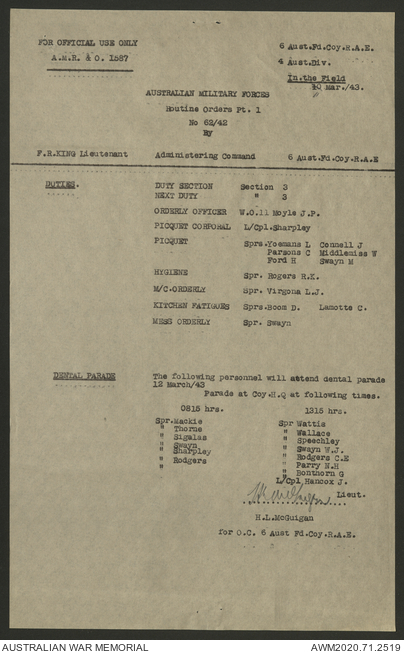 FOR OFFICIAL USE ONLY
A.M.R. & O. 1587
6 Aust.Fd.Coy.R.A.E.
4 Aust.Div.
In the Field
10 Mar./43.
AUSTRALIAN MILITARY FORCES
Routine Orders Pt. 1
No 62/42
By
F.R.KING Lieutenant Administering Command 6 Aust.Fd.Coy.R.A.E
DUTIES. DUTY SECTION Section 3
NEXT DUTY " 3
ORDERLY OFFICER W.O.11 Moyle J.P.
PICQUET CORPORAL L/Cpl.Sharpley
PICQUET Sprs.Yoemans L Connell J
Parsons C Middlemiss W
Ford H Swayn M
HYGIENE Spr. Rogers R.K.
M/C.ORDERLY Spr. Virgona L.J.
KITCHEN FATIGUES Sprs.Boom D. Lamotte C.
MESS ORDERLY Spr. Swayn
DENTAL PARADE The following personnel will attend dental parade
12 March/43
Parade at Coy.H.Q at following times.
0815 hrs. 1315 hrs.
Spr.Mackie Spr Wattis
" Thorne " Wallace
" Sigalas " Speechley
" Swayn " Swayn W.J.
" Sharpley " Rodgers C.E
" Rodgers " Parry N.H
" " Bonthorn G
L/Cpl Hancox J.
Lieut.
H.L.McGuigan
for O.C. 6 Aust Fd.Coy.R.A.E.
AUSTRALIAN WAR MEMORIAL AWM2020.71.2519